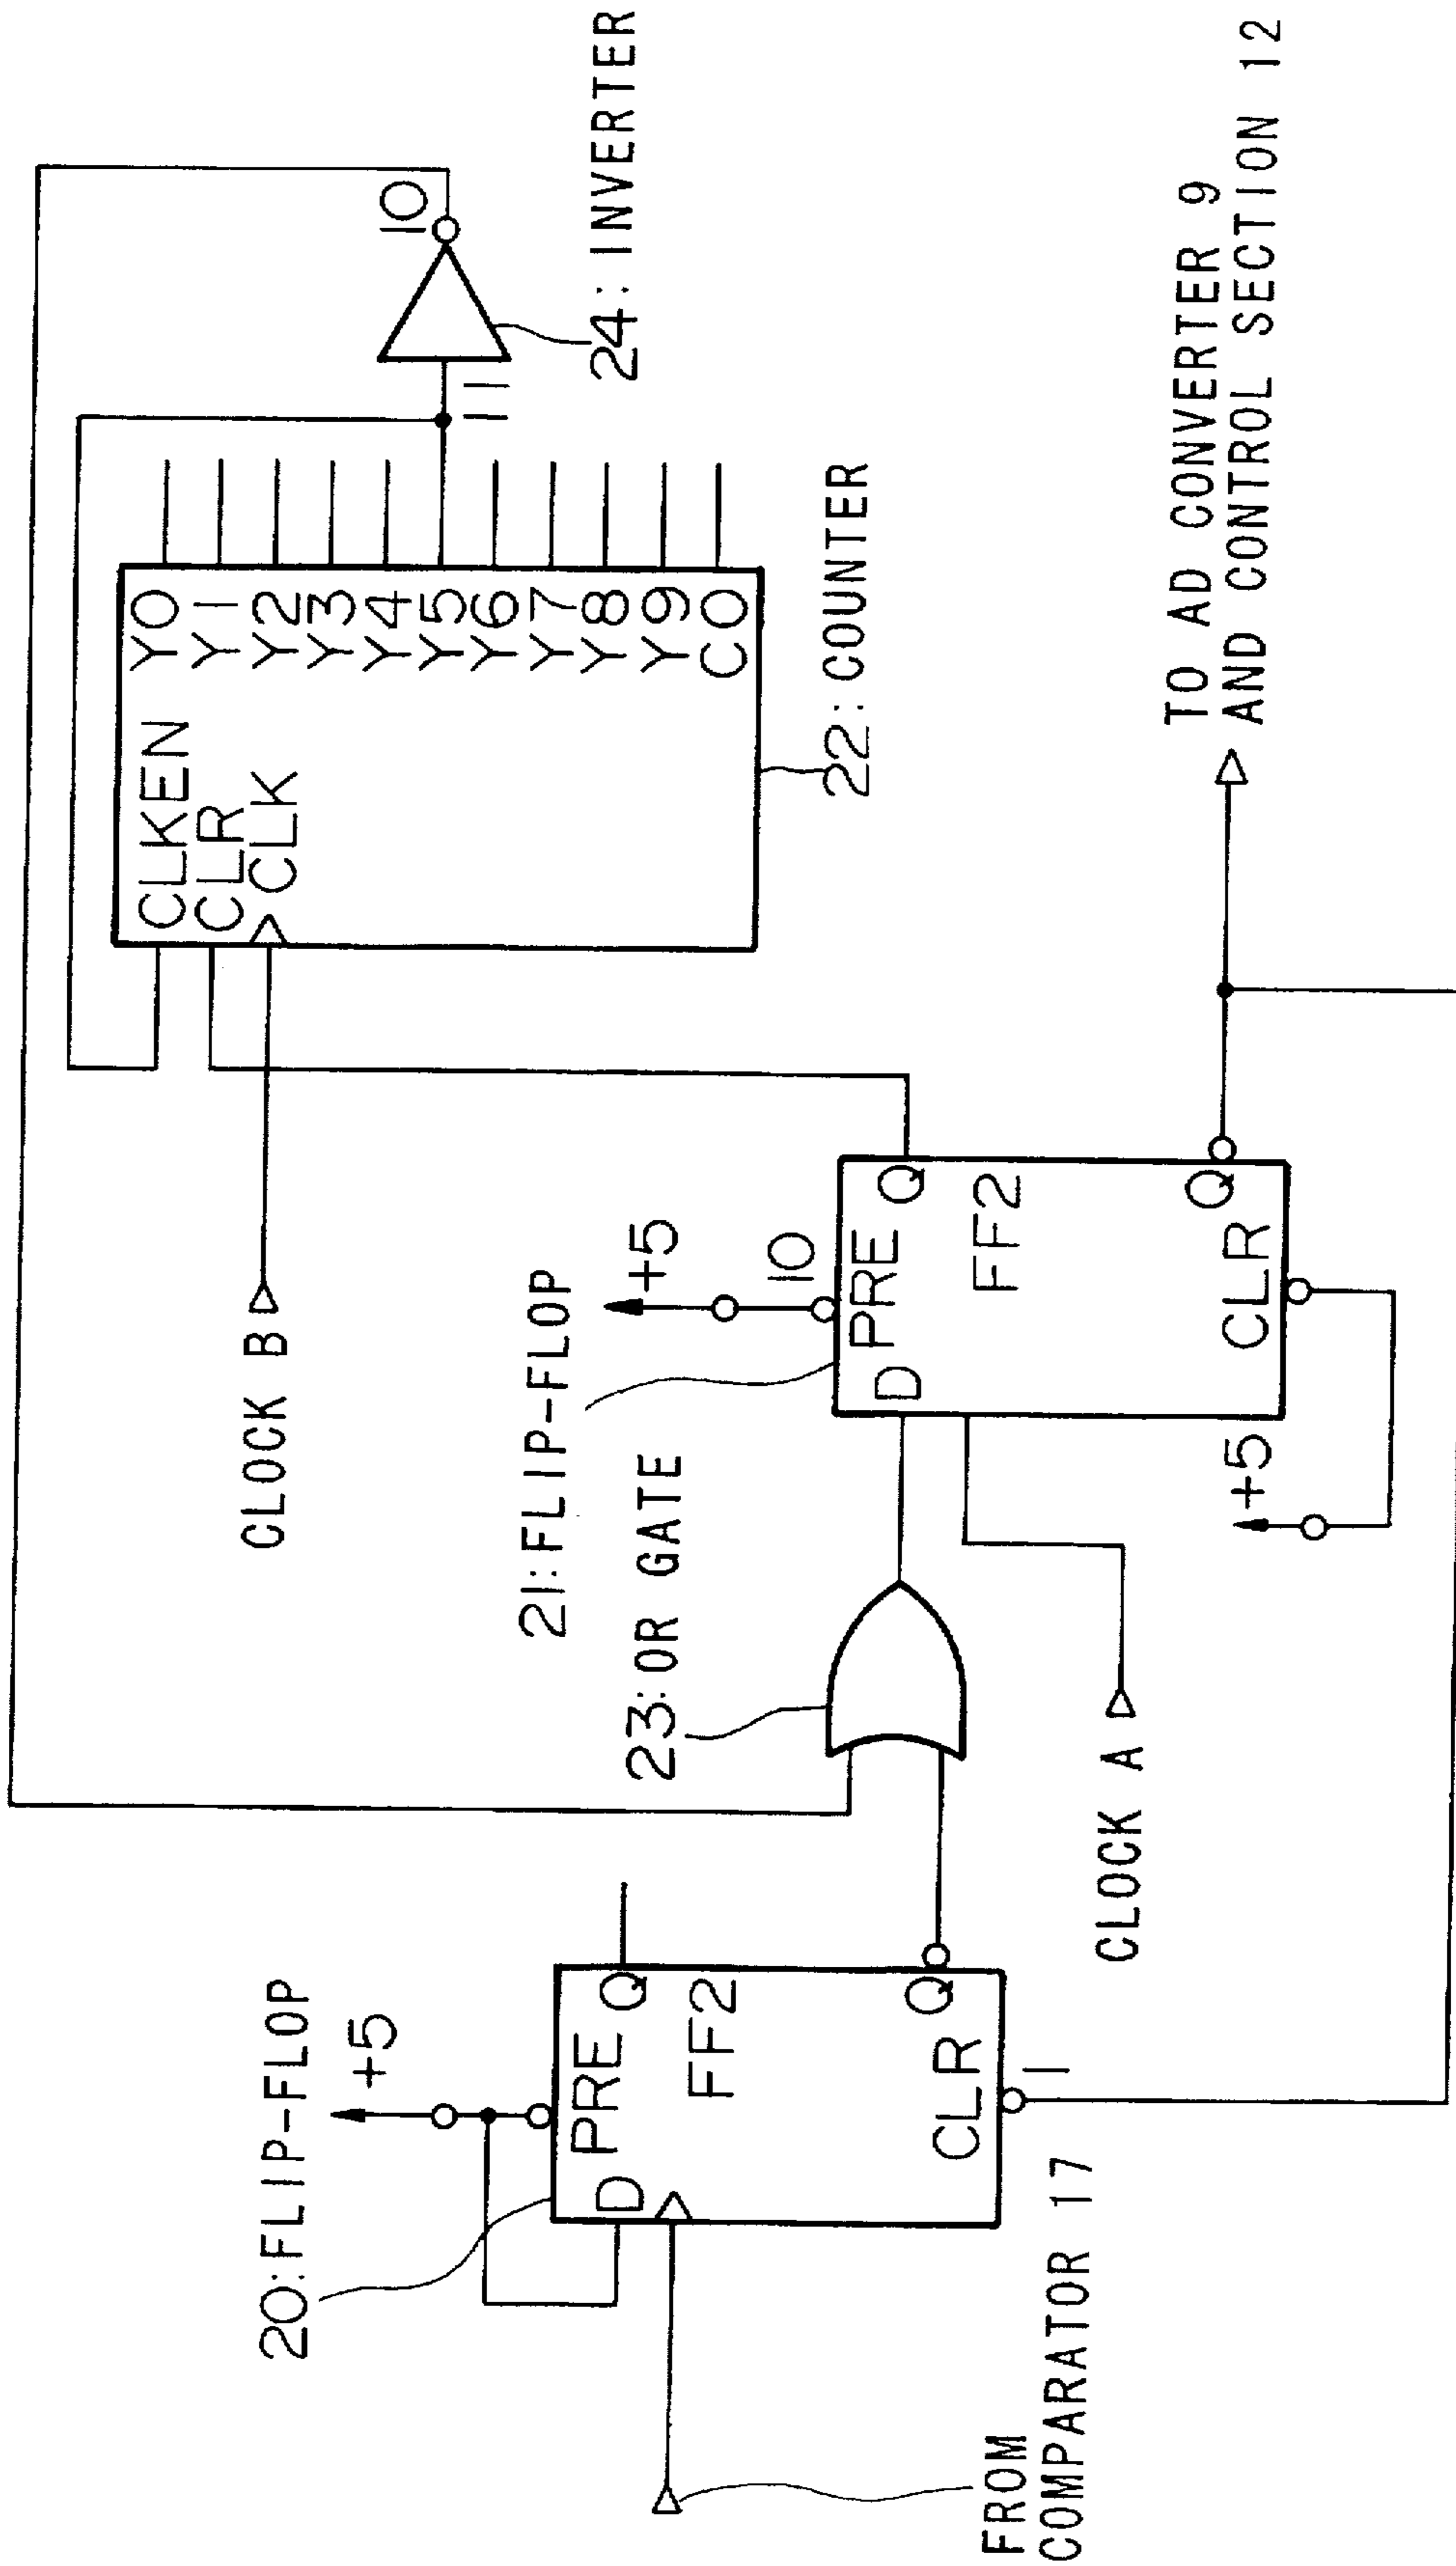 24: INVERTER
10
11
CLKEN
CLR
CLK
Y0
Y1
Y2
Y3
Y4
Y5
Y6
Y7
Y8
Y9
CO
22: COUNTER
CLOCK B
21: FLIP-FLOP
+5
10
PRE
D
Q
FF2
Q
CLR
+5
TO AD CONVERTER 9
AND CONTROL SECTION 12
23: OR GATE
CLOCK A
20: FLIP-FLOP
+5
PRE
D
Q
FF2
Q
CLR
1
FROM
COMPARATOR 17